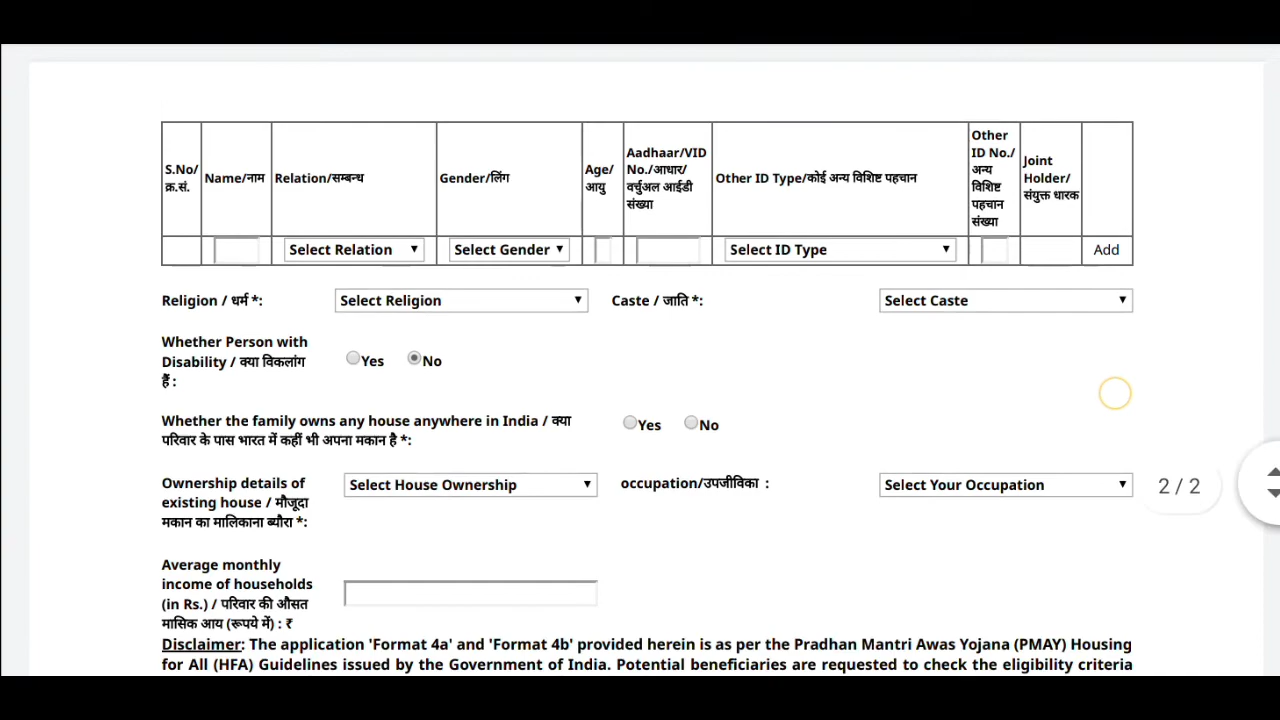 S.No/
क्र.सं.
Name/नाम
Relation/सम्बन्ध
Gender/लिंग
Age/
आयु
Aadhaar/VID
No./आधार/
वर्चुअल आईडी
संख्या
Other ID Type/कोई अन्य विशिष्ट पहचान
Other
ID No./
अन्य
विशिष्ट
पहचान
संख्या
Joint
Holder/
संयुक्त धारक
Select Relation
Select Gender
Select ID Type
Add
Religion / धर्म *:
Select Religion
Caste / जाति *:
Select Caste
Whether Person with
Disability / क्या विकलांग
हैं :
Yes
No
Whether the family owns any house anywhere in India / क्या
परिवार के पास भारत में कहीं भी अपना मकान है *:
Yes
No
Ownership details of
existing house / मौजूदा
मकान का मालिकाना ब्यौरा *:
Select House Ownership
occupation/उपजीविका :
Select Your Occupation
2 / 2
Average monthly
income of households
(in Rs.) / परिवार की औसत
मासिक आय (रूपये में) : ₹
Disclaimer: The application 'Format 4a' and 'Format 4b' provided herein is as per the Pradhan Mantri Awas Yojana (PMAY) Housing
for All (HFA) Guidelines issued by the Government of India. Potential beneficiaries are requested to check the eligibility criteria